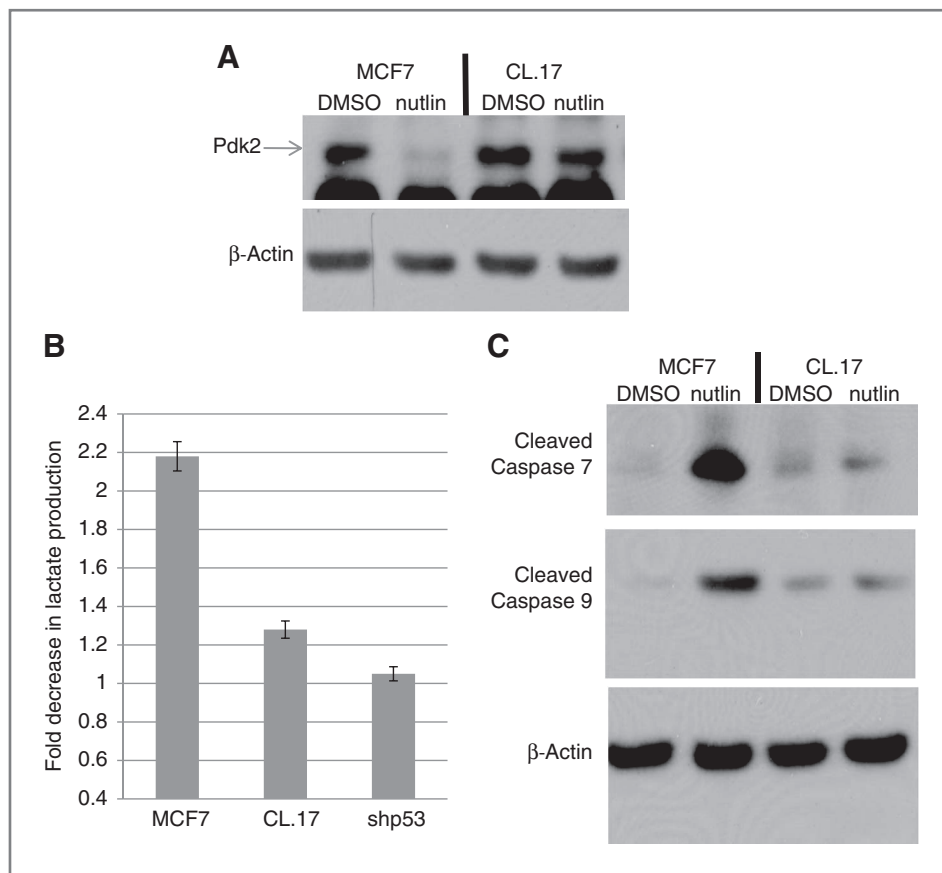 A
MCF7 CL.17
DMSO nutlin DMSO nutlin
Pdk2
β-Actin
B
Fold decrease in lactate production
2.4
2.2
2
1.8
1.6
1.4
1.2
1
0.8
0.6
0.4
MCF7 CL.17 shp53
C
MCF7 CL.17
DMSO nutlin DMSO nutlin
Cleaved
Caspase 7
Cleaved
Caspase 9
β-Actin